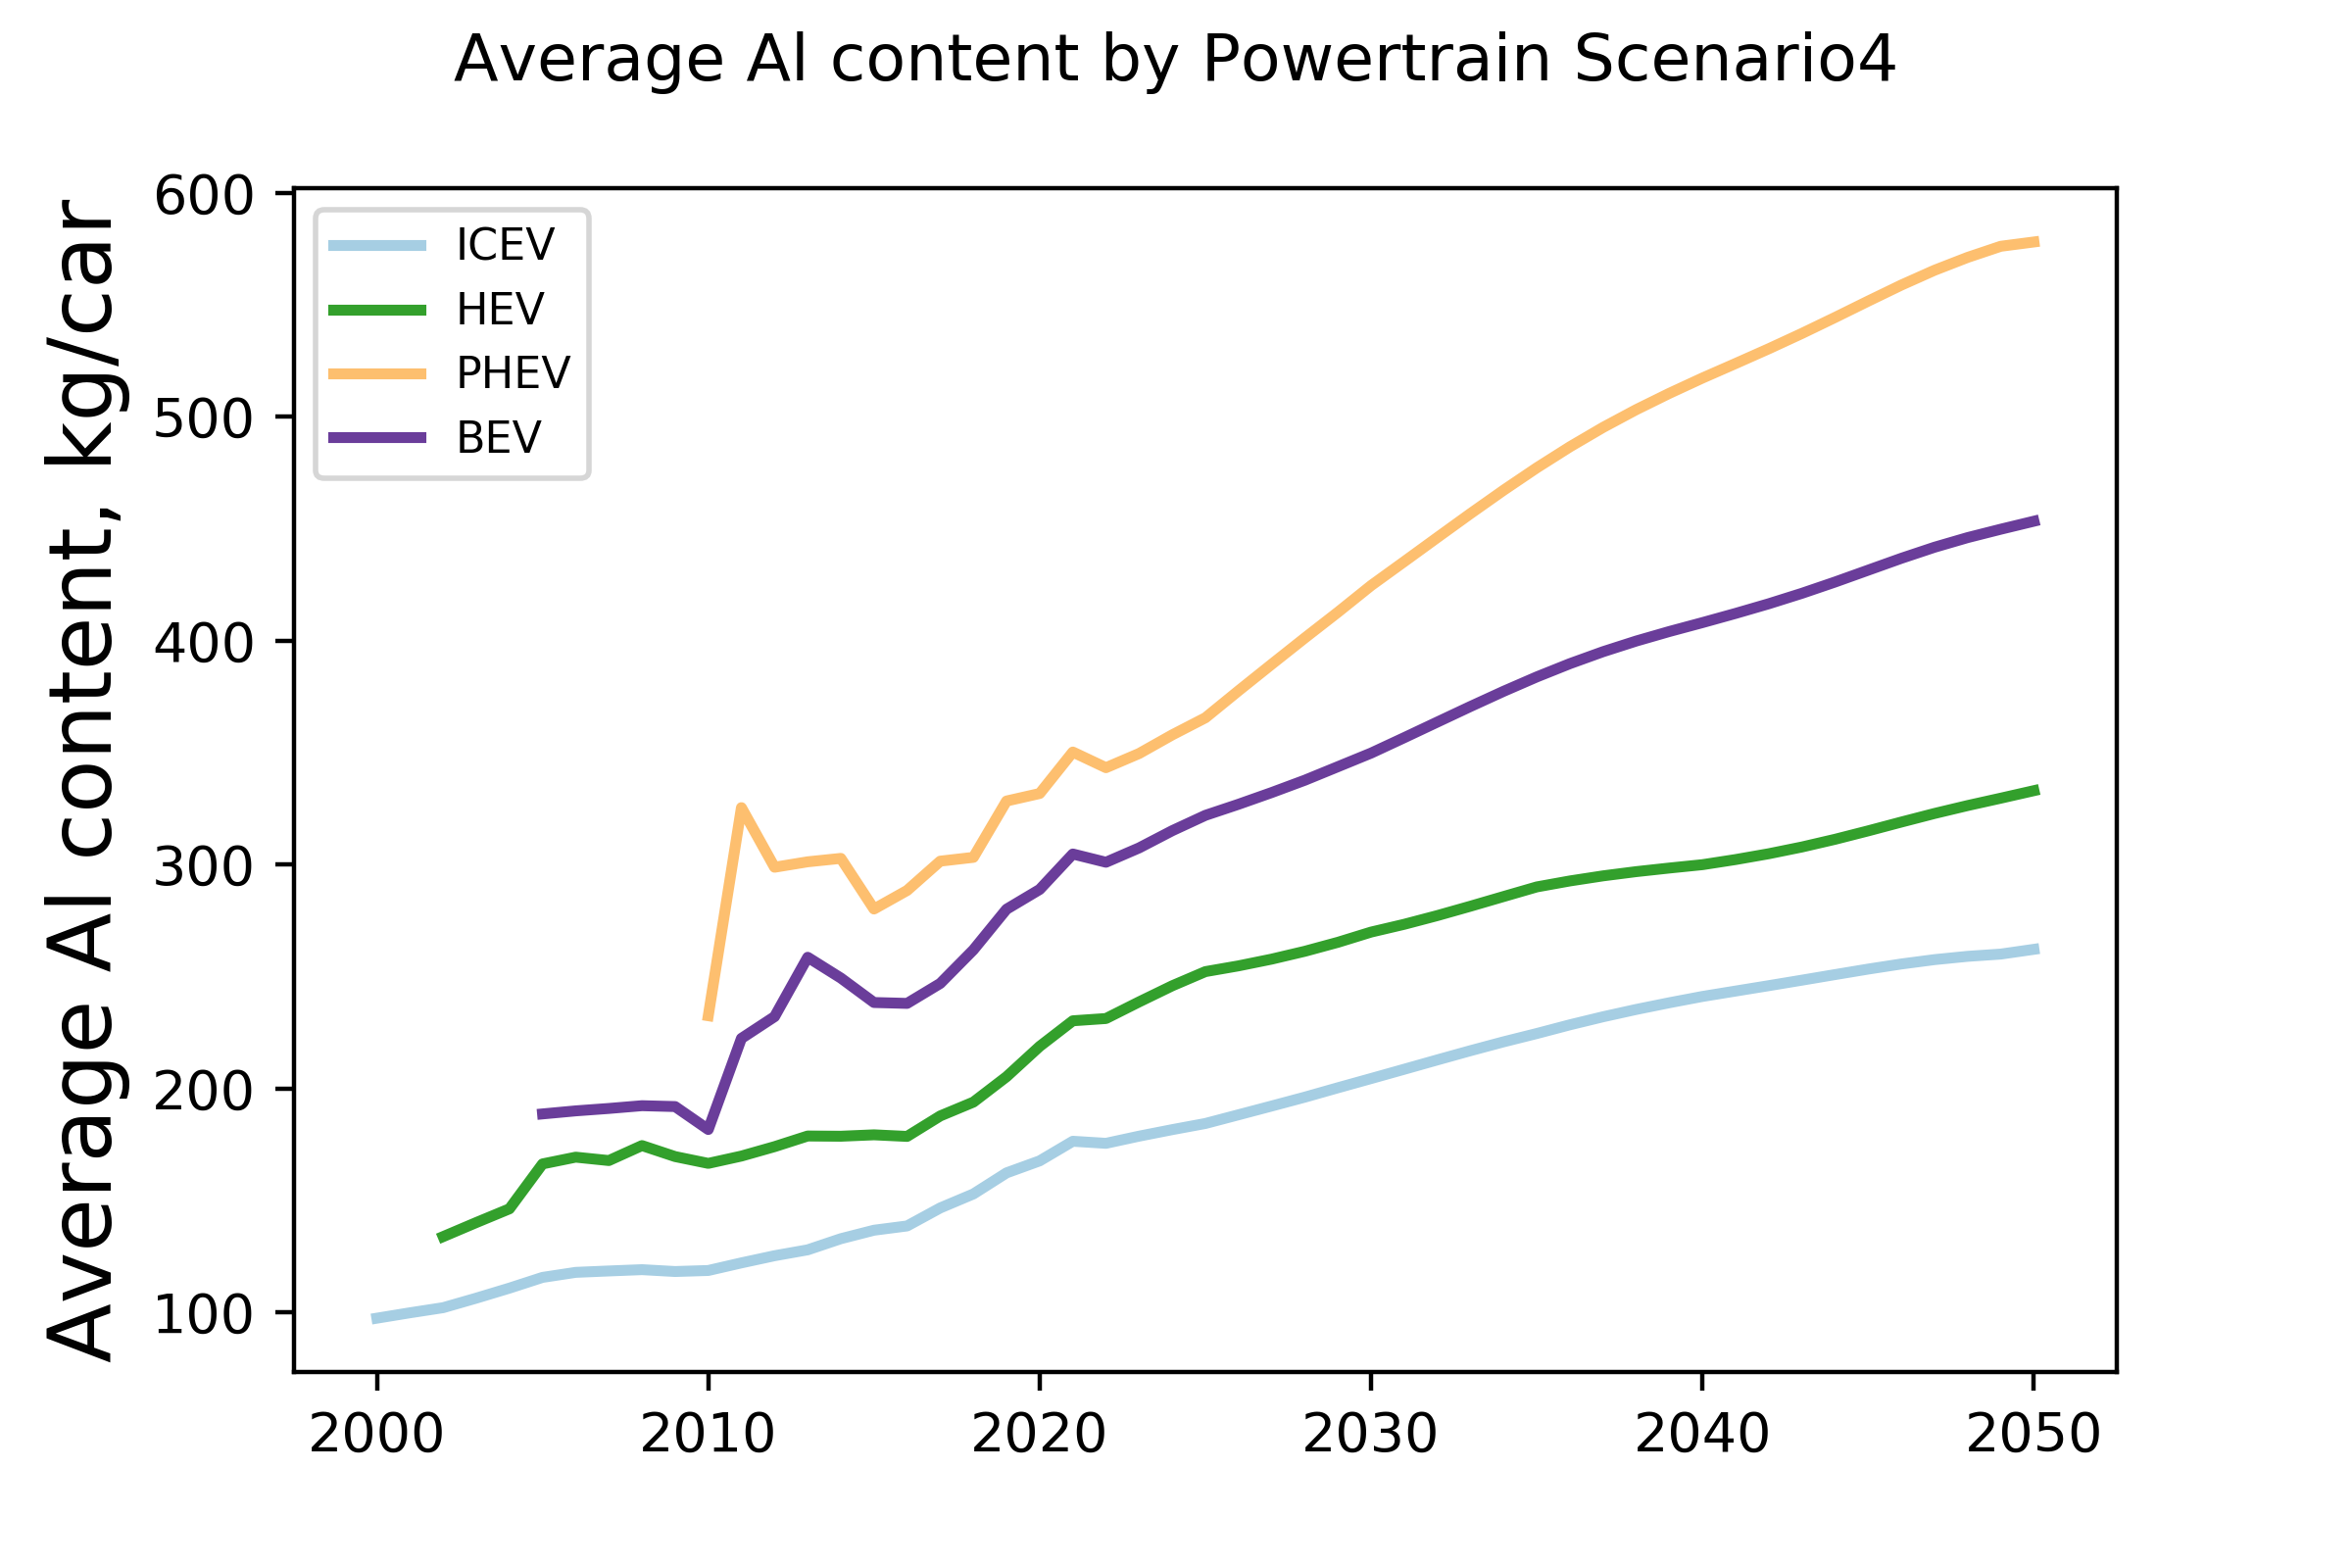 Average Al content by Powertrain Scenario4
Average Al content, kg/car
600
500
400
300
200
100
ICEV
HEV
PHEV
BEV
2000 2010 2020 2030 2040 2050